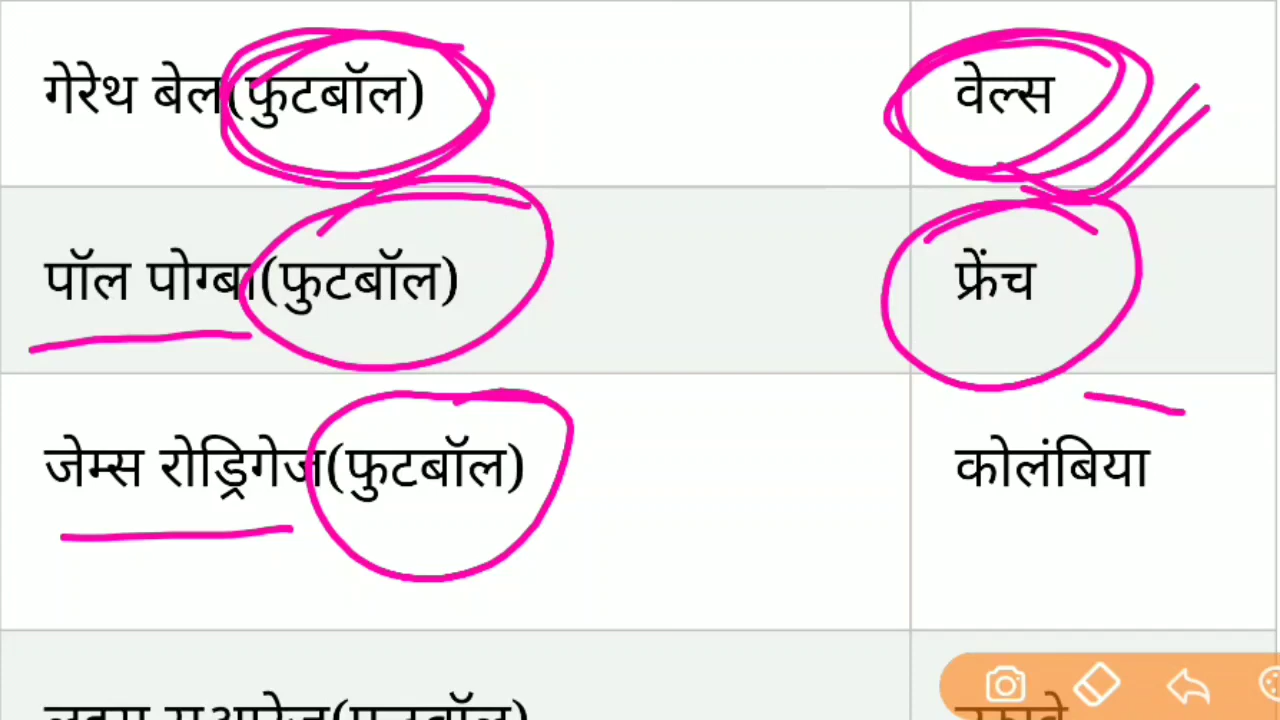 गेरेथ बेल(फुटबॉल) वेल्स
पॉल पोग्बा(फुटबॉल) फ्रेंच
जेम्स रोड्रिगेज(फुटबॉल) कोलंबिया